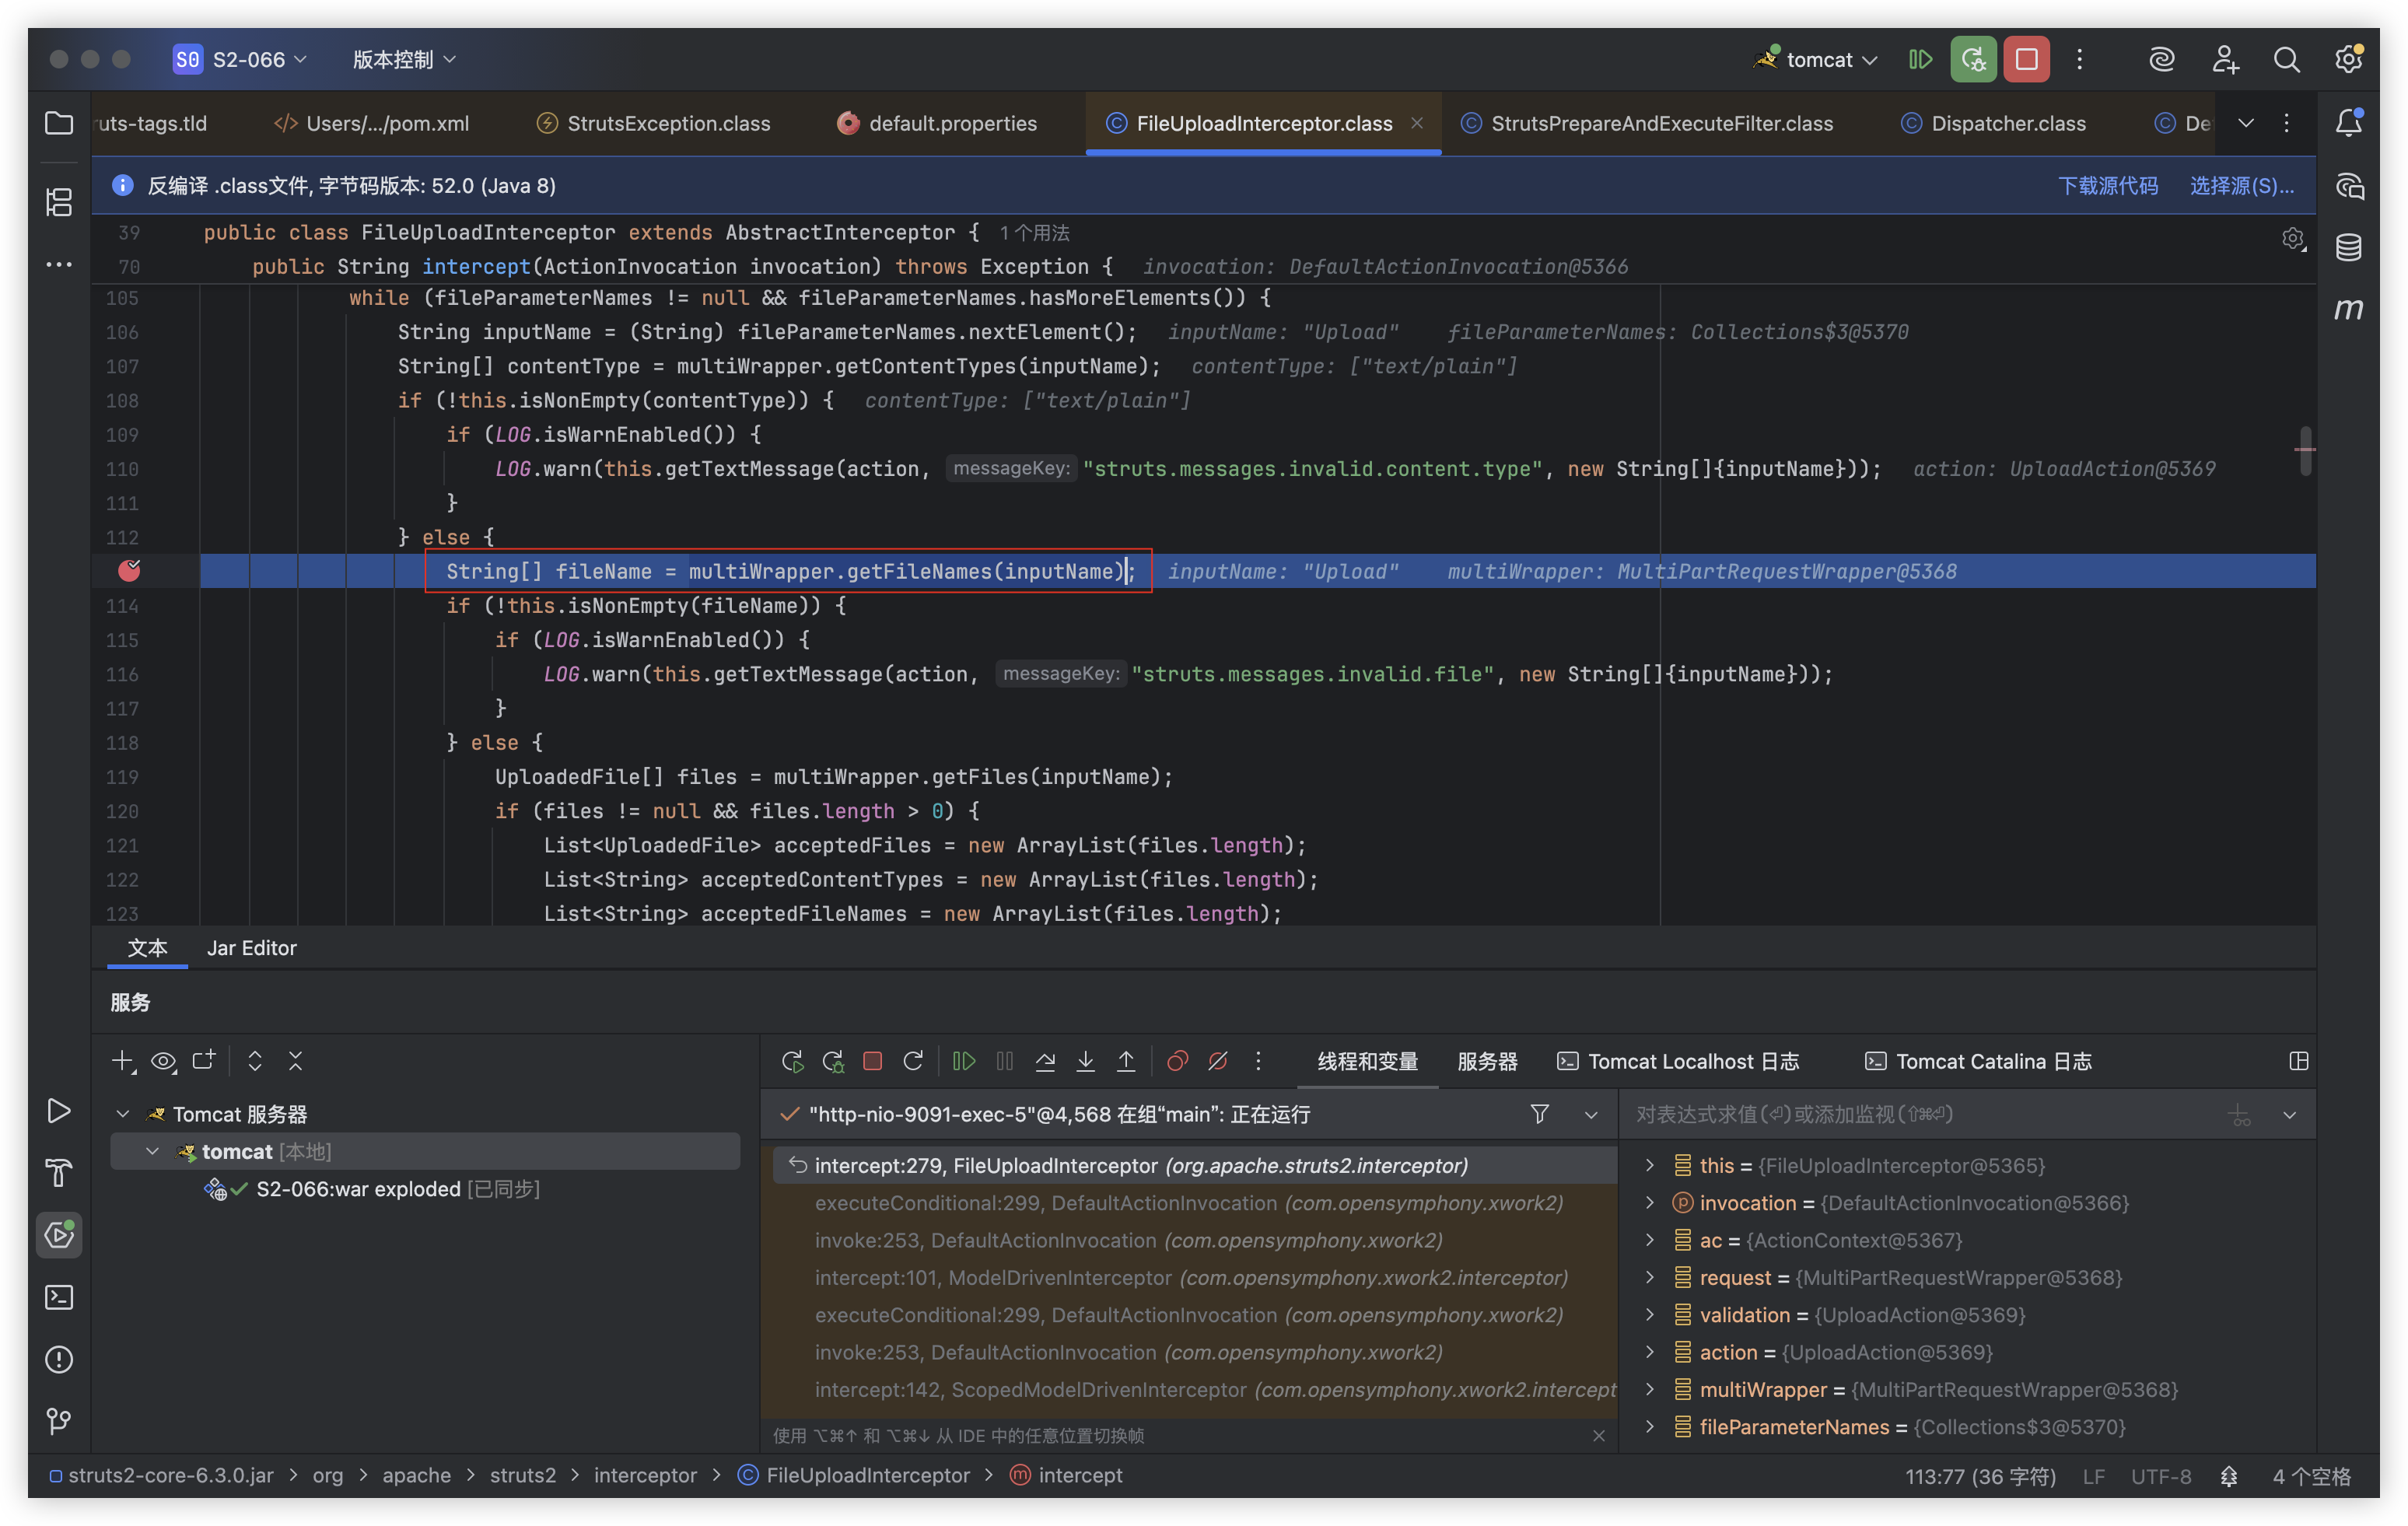 S0 S2-066 版本控制 tomcat
ruts-tags.tld Users/.../pom.xml StrutsException.class default.properties FileUploadInterceptor.class StrutsPrepareAndExecuteFilter.class Dispatcher.class De
反编译 .class文件, 字节码版本: 52.0 (Java 8) 下载源代码 选择源(S)...
39 public class FileUploadInterceptor extends AbstractInterceptor { 1 个用法
70 public String intercept(ActionInvocation invocation) throws Exception { invocation: DefaultActionInvocation@5366
105 while (fileParameterNames != null && fileParameterNames.hasMoreElements()) {
106 String inputName = (String) fileParameterNames.nextElement(); inputName: "Upload" fileParameterNames: Collections$3@5370
107 String[] contentType = multiWrapper.getContentTypes(inputName); contentType: ["text/plain"]
108 if (!this.isNonEmpty(contentType)) { contentType: ["text/plain"]
109 if (LOG.isWarnEnabled()) {
110 LOG.warn(this.getTextMessage(action, messageKey: "struts.messages.invalid.content.type", new String[]{inputName})); action: UploadAction@5369
111 }
112 } else {
String[] fileName = multiWrapper.getFileNames(inputName); inputName: "Upload" multiWrapper: MultiPartRequestWrapper@5368
114 if (!this.isNonEmpty(fileName)) {
115 if (LOG.isWarnEnabled()) {
116 LOG.warn(this.getTextMessage(action, messageKey: "struts.messages.invalid.file", new String[]{inputName}));
117 }
118 } else {
119 UploadedFile[] files = multiWrapper.getFiles(inputName);
120 if (files != null && files.length > 0) {
121 List<UploadedFile> acceptedFiles = new ArrayList(files.length);
122 List<String> acceptedContentTypes = new ArrayList(files.length);
123 List<String> acceptedFileNames = new ArrayList(files.length);
文本 Jar Editor
服务
线程和变量 服务器 Tomcat Localhost 日志 Tomcat Catalina 日志
Tomcat 服务器
tomcat [本地]
S2-066:war exploded [已同步]
"http-nio-9091-exec-5"@4,568 在组“main”: 正在运行
intercept:279, FileUploadInterceptor (org.apache.struts2.interceptor)
executeConditional:299, DefaultActionInvocation (com.opensymphony.xwork2)
invoke:253, DefaultActionInvocation (com.opensymphony.xwork2)
intercept:101, ModelDrivenInterceptor (com.opensymphony.xwork2.interceptor)
executeConditional:299, DefaultActionInvocation (com.opensymphony.xwork2)
invoke:253, DefaultActionInvocation (com.opensymphony.xwork2)
intercept:142, ScopedModelDrivenInterceptor (com.opensymphony.xwork2.intercept
使用 ⌥⌘↑ 和 ⌥⌘↓ 从 IDE 中的任意位置切换帧
对表达式求值(⏎)或添加监视(⇧⌘⏎)
this = {FileUploadInterceptor@5365}
invocation = {DefaultActionInvocation@5366}
ac = {ActionContext@5367}
request = {MultiPartRequestWrapper@5368}
validation = {UploadAction@5369}
action = {UploadAction@5369}
multiWrapper = {MultiPartRequestWrapper@5368}
fileParameterNames = {Collections$3@5370}
struts2-core-6.3.0.jar > org > apache > struts2 > interceptor > FileUploadInterceptor > intercept 113:77 (36 字符) LF UTF-8 4 个空格